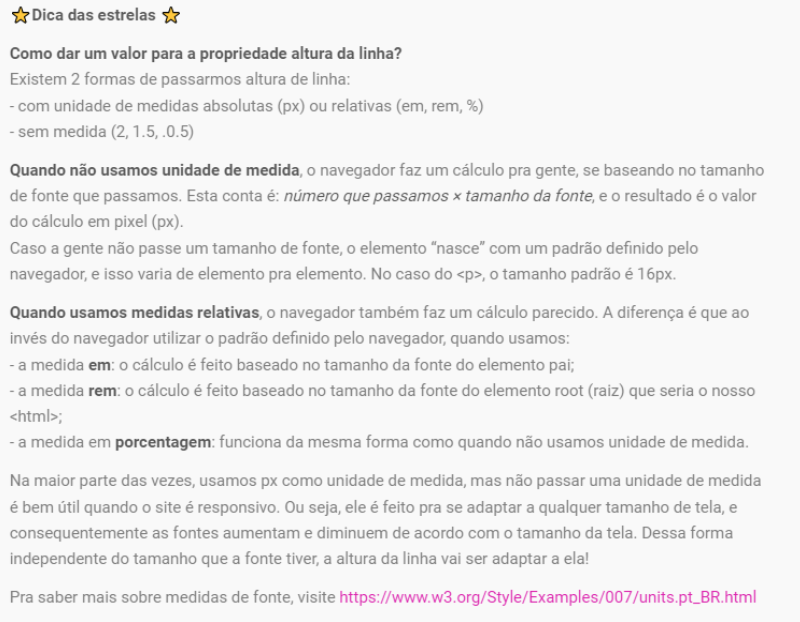 ⭐Dica das estrelas ⭐
Como dar um valor para a propriedade altura da linha?
Existem 2 formas de passarmos altura de linha:
- com unidade de medidas absolutas (px) ou relativas (em, rem, %)
- sem medida (2, 1.5, .0.5)
Quando não usamos unidade de medida, o navegador faz um cálculo pra gente, se baseando no tamanho
de fonte que passamos. Esta conta é: número que passamos × tamanho da fonte, e o resultado é o valor
do cálculo em pixel (px).
Caso a gente não passe um tamanho de fonte, o elemento “nasce” com um padrão definido pelo
navegador, e isso varia de elemento pra elemento. No caso do <p>, o tamanho padrão é 16px.
Quando usamos medidas relativas, o navegador também faz um cálculo parecido. A diferença é que ao
invés do navegador utilizar o padrão definido pelo navegador, quando usamos:
- a medida em: o cálculo é feito baseado no tamanho da fonte do elemento pai;
- a medida rem: o cálculo é feito baseado no tamanho da fonte do elemento root (raiz) que seria o nosso
<html>;
- a medida em porcentagem: funciona da mesma forma como quando não usamos unidade de medida.
Na maior parte das vezes, usamos px como unidade de medida, mas não passar uma unidade de medida
é bem útil quando o site é responsivo. Ou seja, ele é feito pra se adaptar a qualquer tamanho de tela, e
consequentemente as fontes aumentam e diminuem de acordo com o tamanho da tela. Dessa forma
independente do tamanho que a fonte tiver, a altura da linha vai ser adaptar a ela!
Pra saber mais sobre medidas de fonte, visite https://www.w3.org/Style/Examples/007/units.pt_BR.html